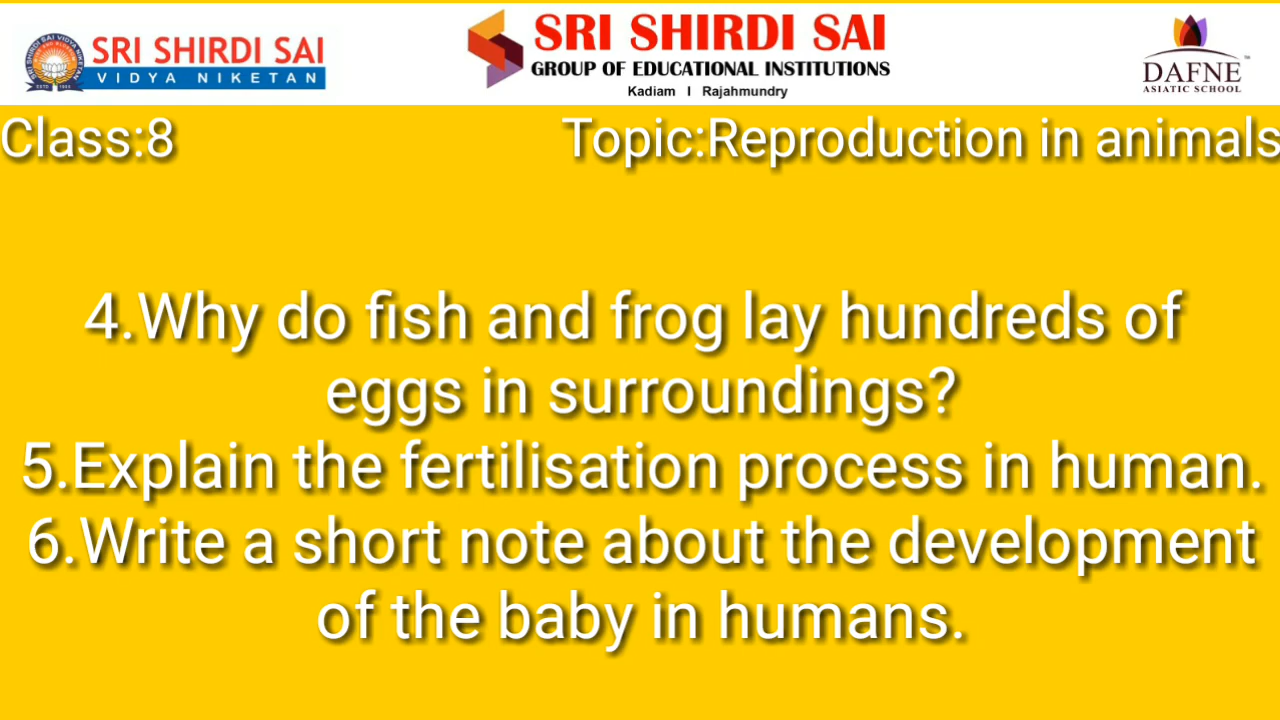 SRI SHIRDI SAI
VIDYA NIKETAN
ESTD 1998
SRI SHIRDI SAI
GROUP OF EDUCATIONAL INSTITUTIONS
Kadiam I Rajahmundry
DAFNE
ASIATIC SCHOOL
Class:8
Topic:Reproduction in animals
4.Why do fish and frog lay hundreds of
eggs in surroundings?
5.Explain the fertilisation process in human.
6.Write a short note about the development
of the baby in humans.